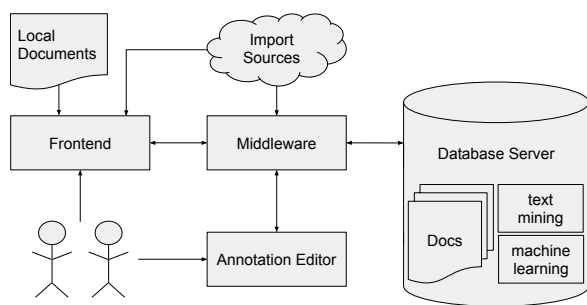 Local
Documents
Import
Sources
Frontend
Middleware
Database Server
Docs
text
mining
machine
learning
Annotation Editor